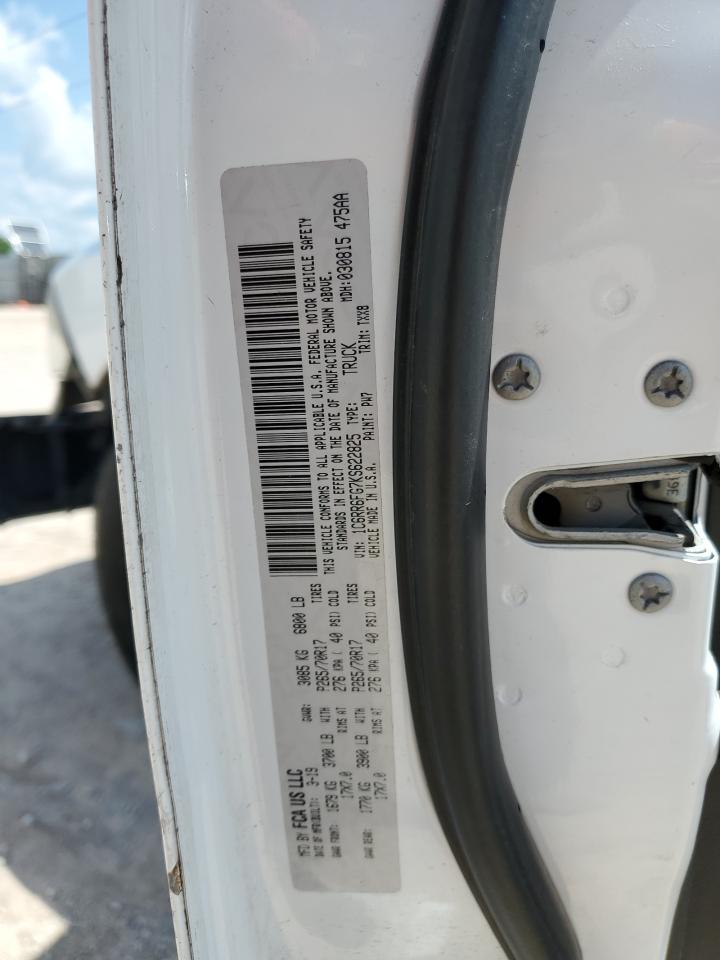 MFD BY FCA US LLC
DATE OF MFR(BUILT): 3-19 GVWR: 3085 KG 6800 LB
GAWR FRONT: 1679 KG 3700 LB WITH P265/70R17 TIRES
17X7.0 RIMS AT 276 KPA ( 40 PSI) COLD
GAWR REAR: 1770 KG 3900 LB WITH P265/70R17 TIRES
17X7.0 RIMS AT 276 KPA ( 40 PSI) COLD
THIS VEHICLE CONFORMS TO ALL APPLICABLE U.S.A. FEDERAL MOTOR VEHICLE SAFETY
STANDARDS IN EFFECT ON THE DATE OF MANUFACTURE SHOWN ABOVE.
VIN: 1C6RR6FG7KS622825 TYPE: TRUCK MDH:030815 475AA
VEHICLE MADE IN U.S.A. PAINT: PW7 TRIM: TXX8